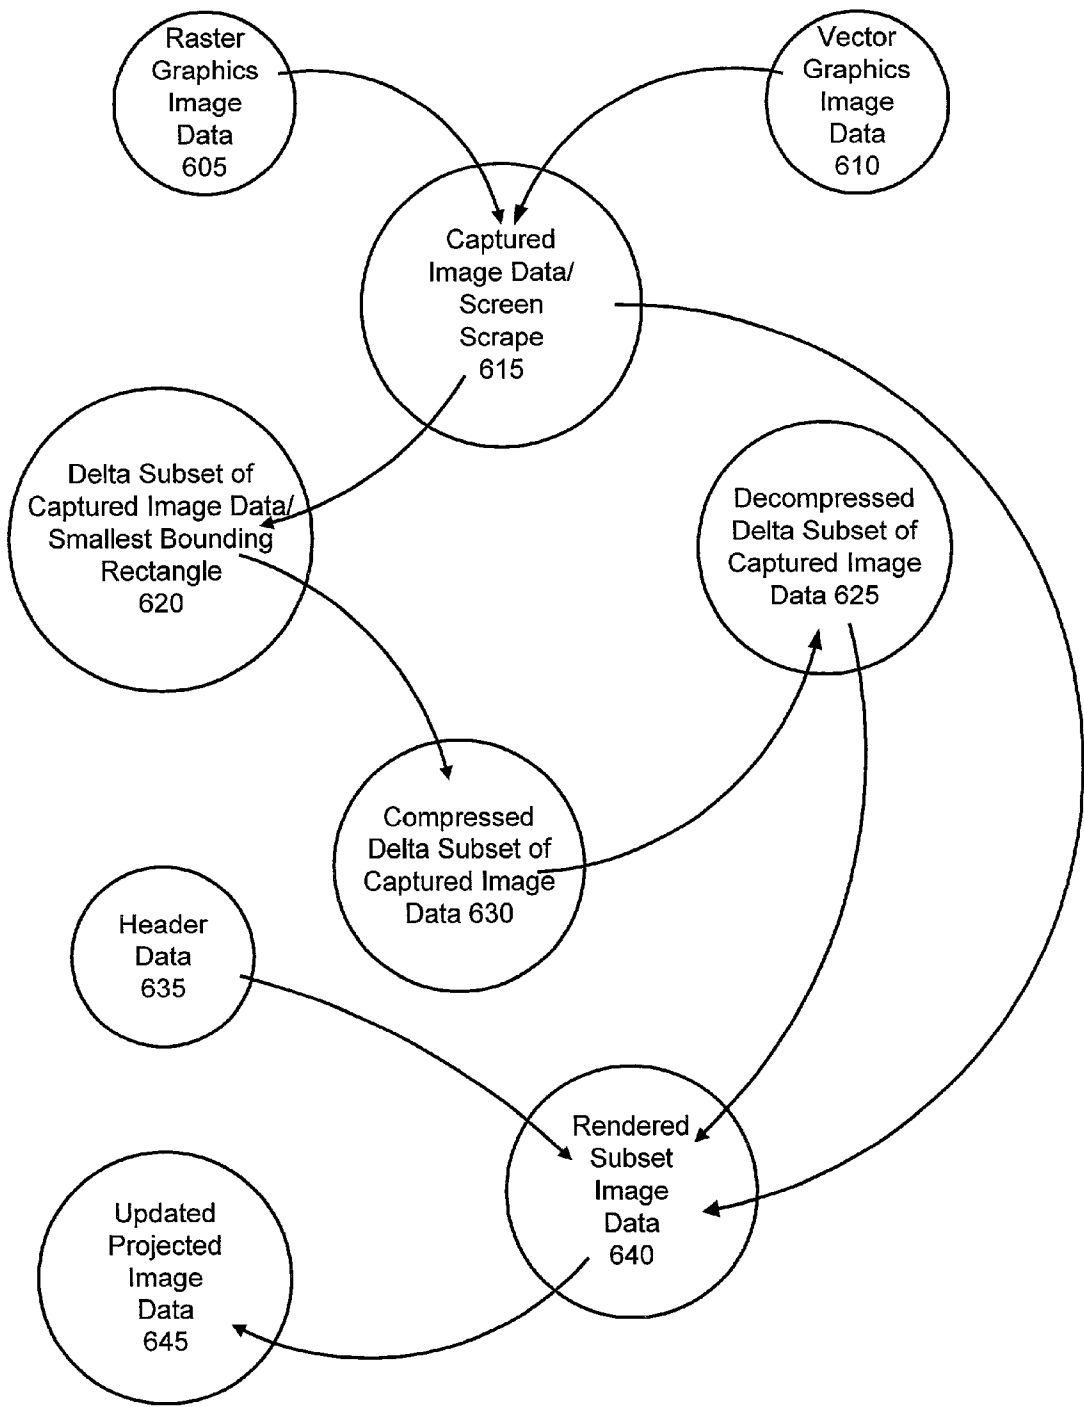 Raster
Graphics
Image
Data
605
Vector
Graphics
Image
Data
610
Captured
Image Data/
Screen
Scrape
615
Delta Subset of
Captured Image Data/
Smallest Bounding
Rectangle
620
Decompressed
Delta Subset of
Captured Image
Data 625
Compressed
Delta Subset of
Captured Image
Data 630
Header
Data
635
Rendered
Subset
Image
Data
640
Updated
Projected
Image
Data
645